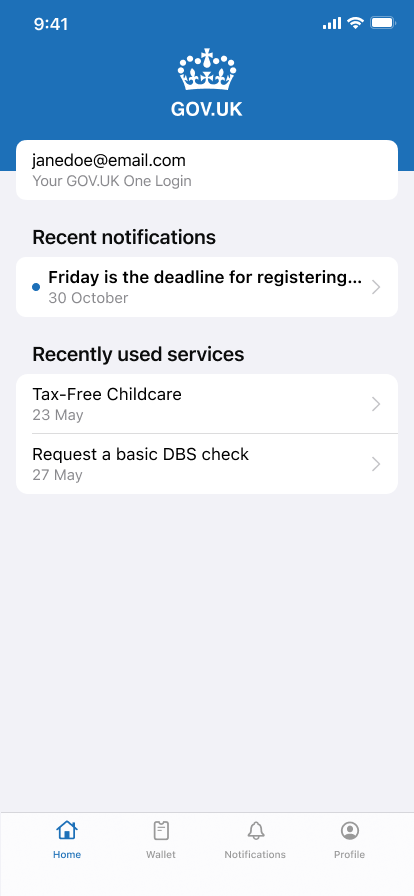 9:41
GOV.UK
janedoe@email.com
Your GOV.UK One Login
Recent notifications
Friday is the deadline for registering...
30 October
Recently used services
Tax-Free Childcare
23 May
Request a basic DBS check
27 May
Home
Wallet
Notifications
Profile